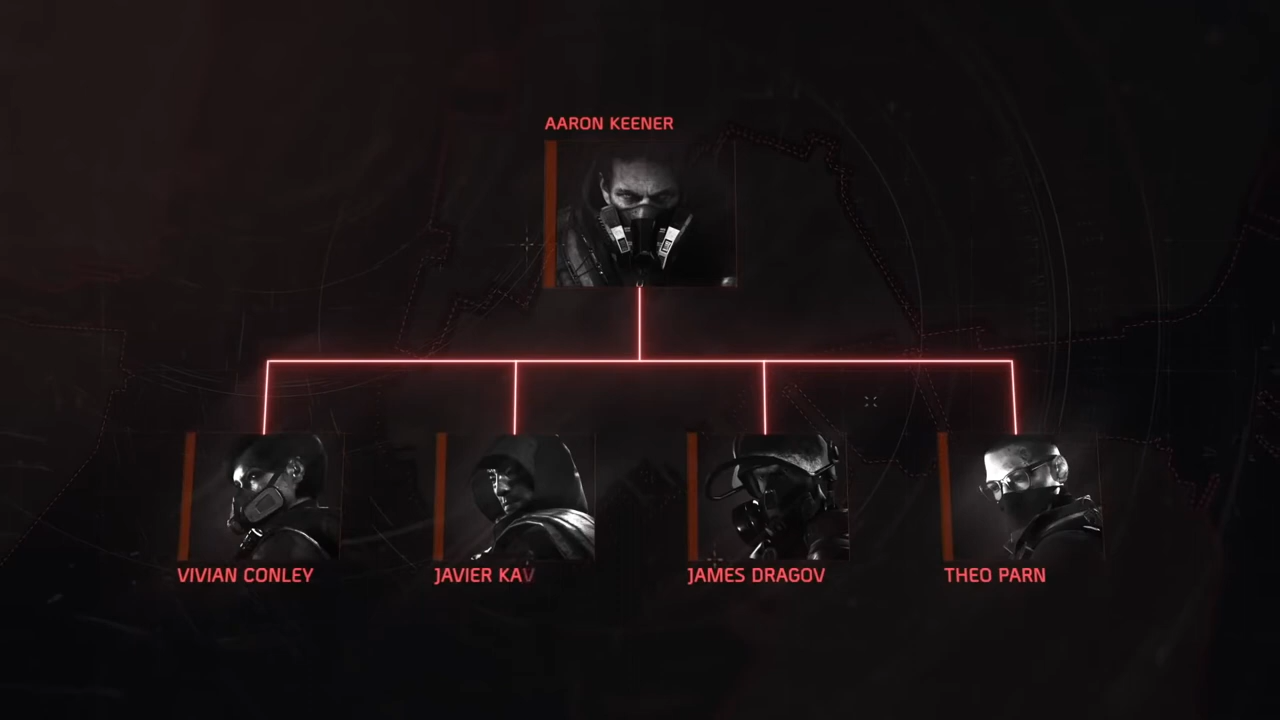 AARON KEENER
VIVIAN CONLEY
JAVIER KAV
JAMES DRAGOV
THEO PARN